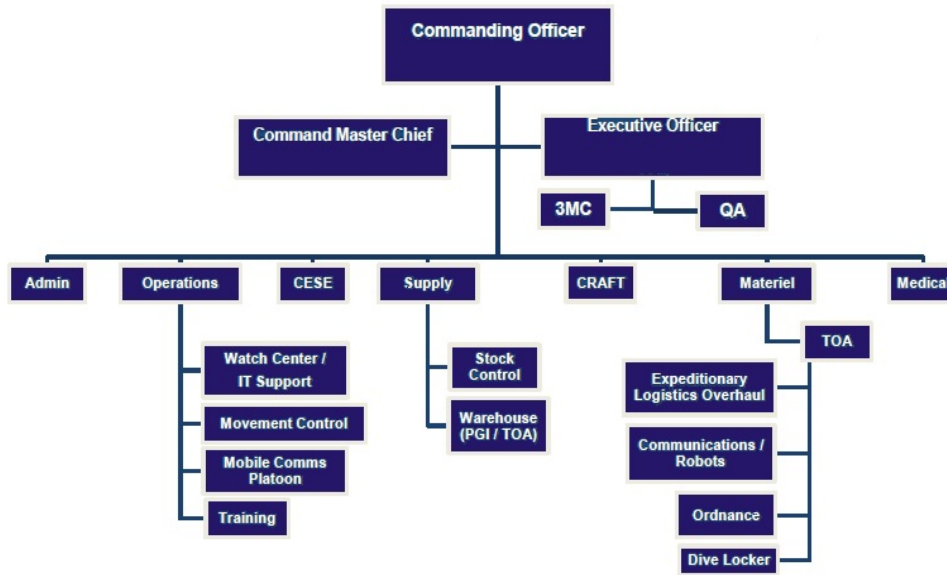 Commanding Officer
Command Master Chief
Executive Officer
3MC
QA
Admin
Operations
CESE
Supply
CRAFT
Materiel
Medical
Watch Center /
IT Support
Movement Control
Mobile Comms
Platoon
Training
Stock
Control
Warehouse
(PGI / TOA)
TOA
Expeditionary
Logistics Overhaul
Communications /
Robots
Ordnance
Dive Locker